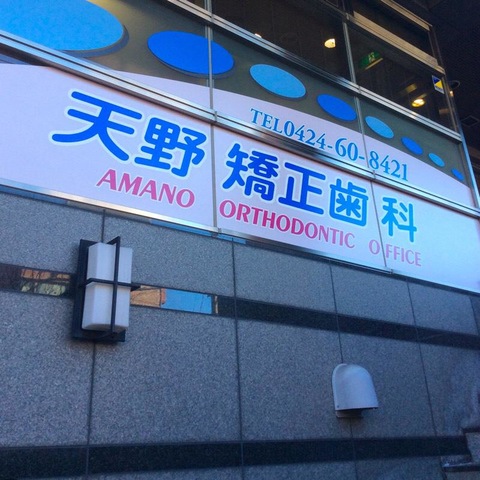 TEL0424-60-8421
天野 矯正歯科
AMANO ORTHODONTIC OFFICE